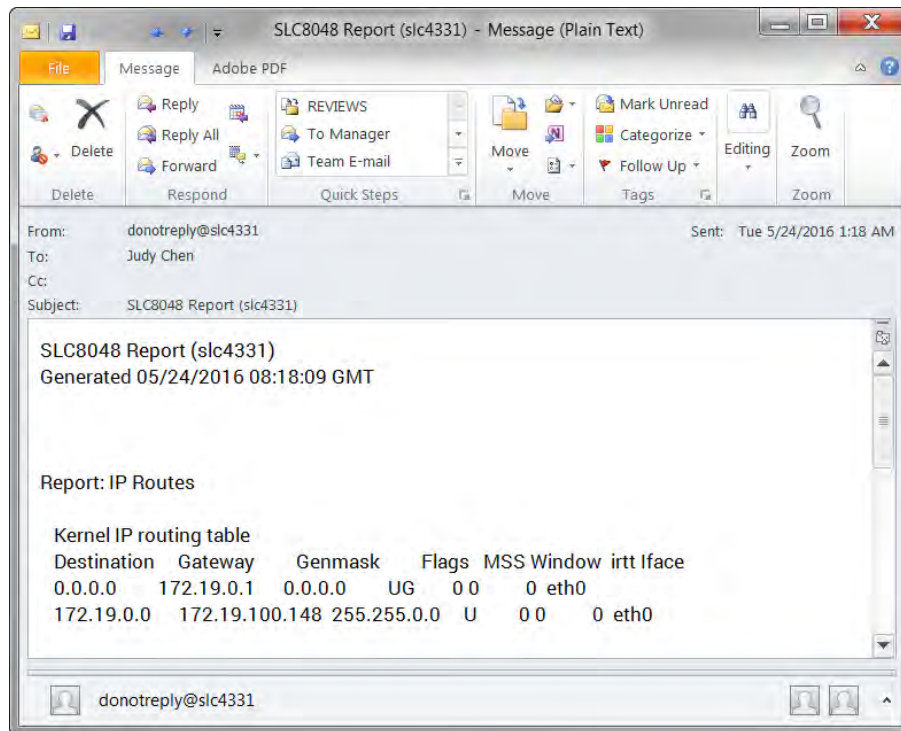 SLC8048 Report (slc4331) - Message (Plain Text)
File Message Adobe PDF
Delete
Reply
Reply All
Forward
REVIEWS
To Manager
Team E-mail
Move
Mark Unread
Categorize
Follow Up
Editing
Zoom
Delete Respond Quick Steps Move Tags Zoom
From: donotreply@slc4331 Sent: Tue 5/24/2016 1:18 AM
To: Judy Chen
Cc:
Subject: SLC8048 Report (slc4331)
SLC8048 Report (slc4331)
Generated 05/24/2016 08:18:09 GMT
Report: IP Routes
Kernel IP routing table
Destination Gateway Genmask Flags MSS Window irtt Iface
0.0.0.0 172.19.0.1 0.0.0.0 UG 0 0 0 eth0
172.19.0.0 172.19.100.148 255.255.0.0 U 0 0 0 eth0
donotreply@slc4331